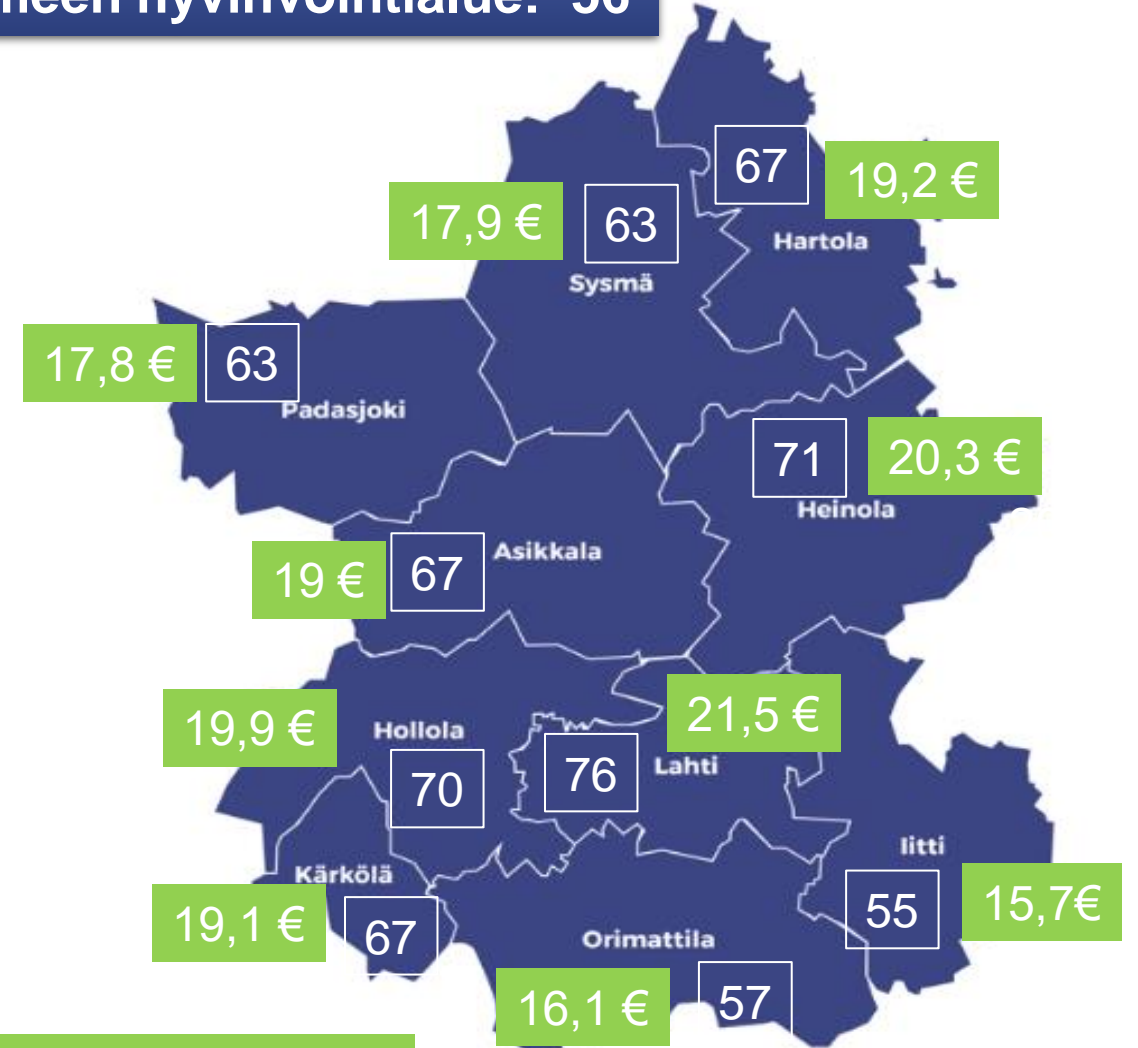 hyvinvointialue: 56
67
19,2 €
Hartola
17,9 €
63
Sysmä
17,8 €
63
Padasjoki
71
20,3 €
Heinola
19 €
67
Asikkala
19,9 €
Hollola
70
21,5 €
76
Lahti
Iitti
55
15,7€
Kärkölä
19,1 €
67
Orimattila
16,1 €
57